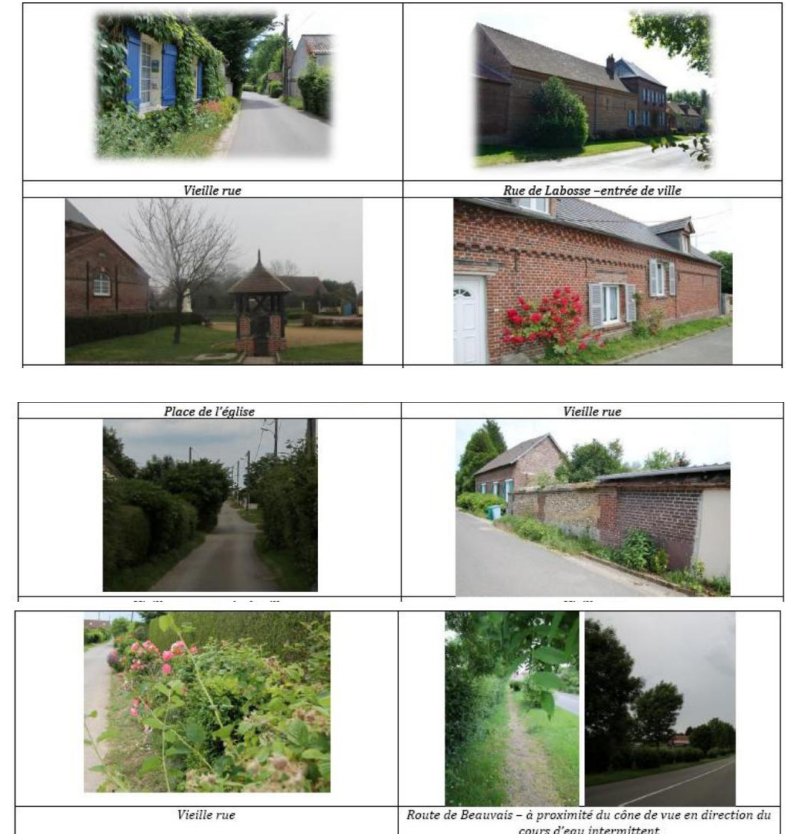 Vieille rue
Rue de Labosse –entrée de ville
Place de l'église
Vieille rue
Vieille rue
Route de Beauvais – à proximité du cône de vue en direction du
cours d'eau intermittent